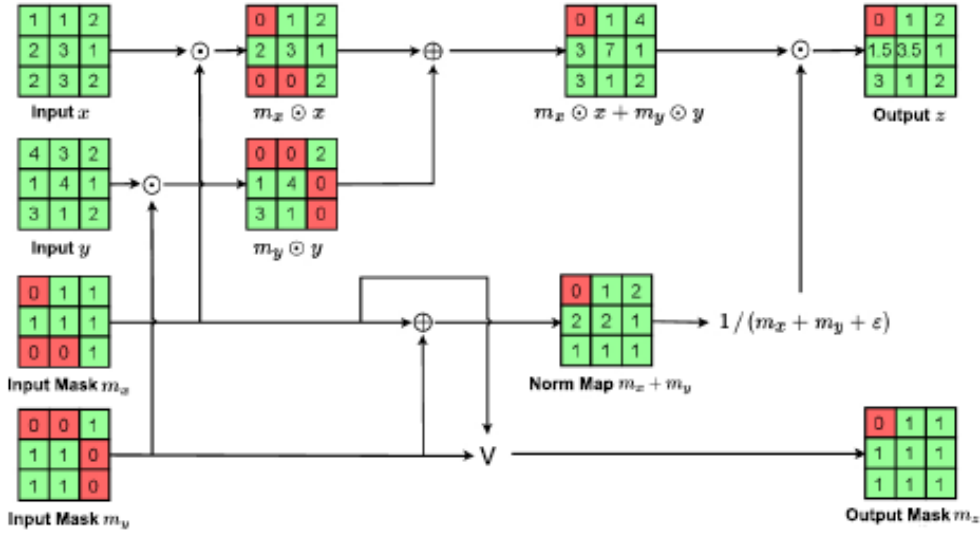 1 1 2
2 3 1
2 3 2
Input x
⊙
0 1 2
2 3 1
0 0 2
m_x ⊙ x
⊕
0 1 4
3 7 1
3 1 2
m_x ⊙ x + m_y ⊙ y
⊙
0 1 2
1.5 3.5 1
3 1 2
Output z
4 3 2
1 4 1
3 1 2
Input y
⊙
0 0 2
1 4 0
3 1 0
m_y ⊙ y
0 1 1
1 1 1
0 0 1
Input Mask m_x
⊕
0 1 2
2 2 1
1 1 1
Norm Map m_x + m_y
1/(m_x + m_y + ε)
0 0 1
1 1 0
1 1 0
Input Mask m_y
V
0 1 1
1 1 1
1 1 1
Output Mask m_z